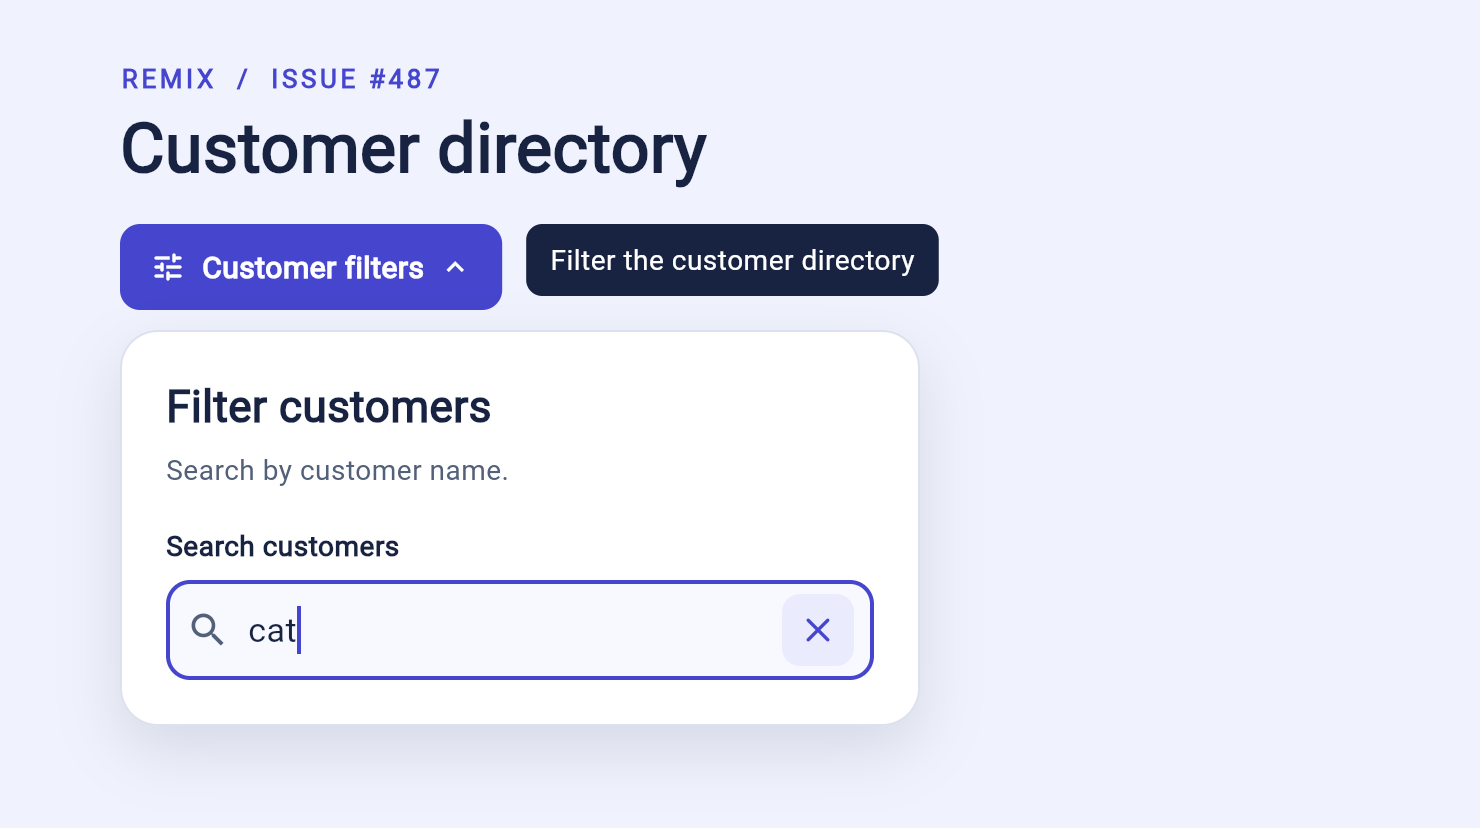 REMIX / ISSUE #487
Customer directory
Customer filters
Filter the customer directory
Filter customers
Search by customer name.
Search customers
cat